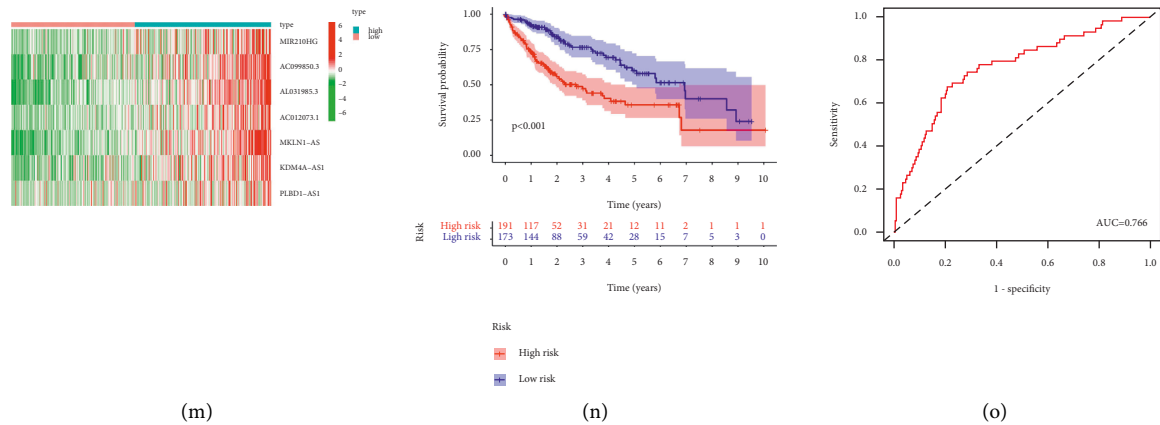 type
MIR210HG
AC099850.3
AL031985.3
AC012073.1
MKLN1-AS
KDM4A-AS1
PLBD1-AS1
type
high
low
6
4
2
0
-2
-4
-6
(m)
Survival probability
1.00
0.75
0.50
0.25
0.00
p<0.001
0 1 2 3 4 5 6 7 8 9 10
Time (years)
Risk
High risk 191 117 52 31 21 12 11 2 1 1 1
Ligh risk 173 144 88 59 42 28 15 7 5 3 0
0 1 2 3 4 5 6 7 8 9 10
Time (years)
Risk
High risk
Low risk
(n)
Sensitivity
1.0
0.8
0.6
0.4
0.2
0.0
AUC=0.766
0.0 0.2 0.4 0.6 0.8 1.0
1 - specificity
(o)